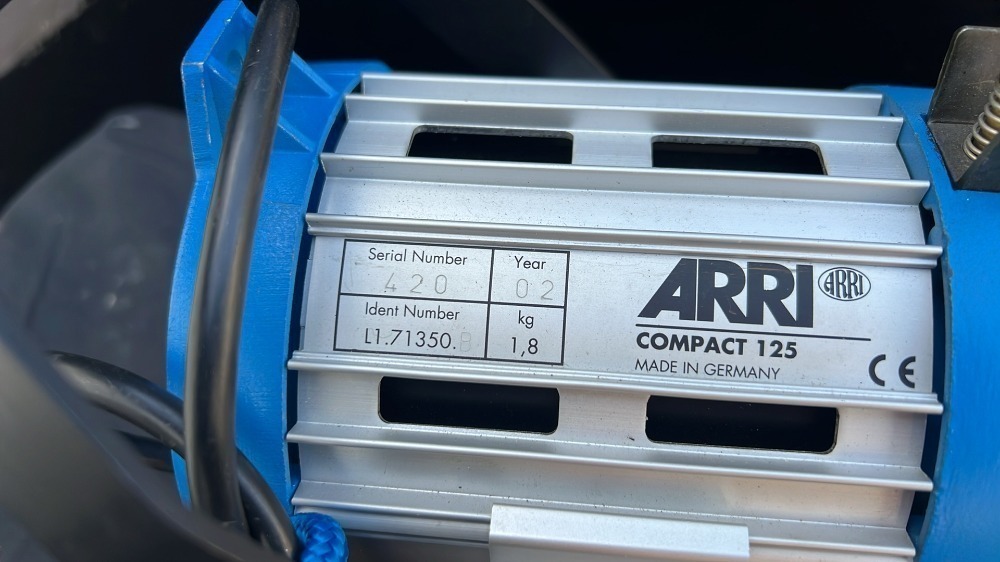 Serial Number
420
Year
02
Ident Number
L1.71350.B
kg
1,8
ARRI
ARRI
COMPACT 125
MADE IN GERMANY
CE